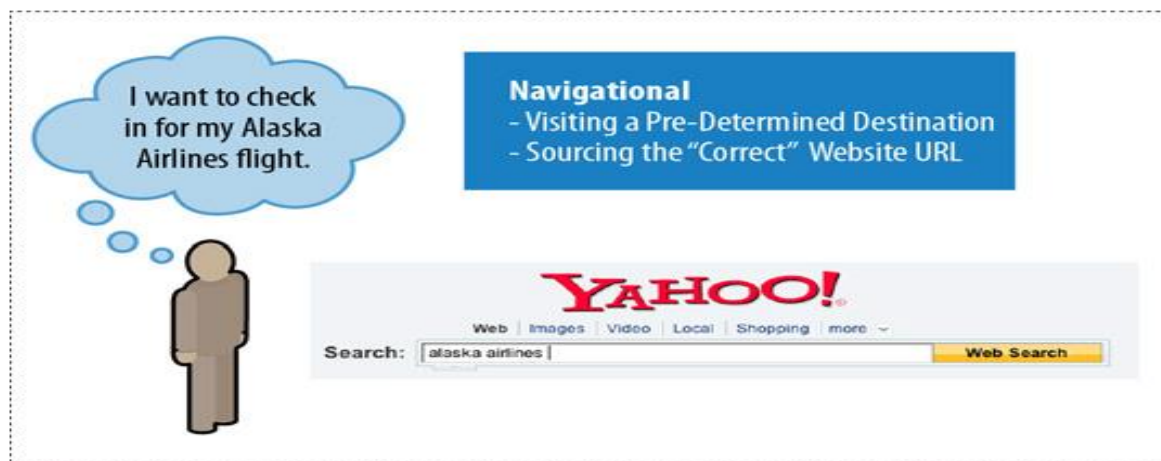 I want to check
in for my Alaska
Airlines flight.
Navigational
- Visiting a Pre-Determined Destination
- Sourcing the “Correct” Website URL
YAHOO!
Web | Images | Video | Local | Shopping | more
Search: alaska airlines Web Search